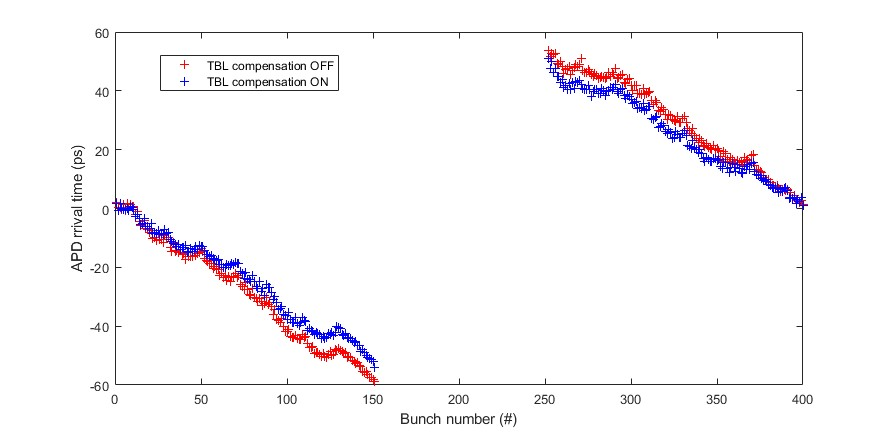 60
40
20
0
-20
-40
-60
APD rrival time (ps)
TBL compensation OFF
TBL compensation ON
0 50 100 150 200 250 300 350 400
Bunch number (#)